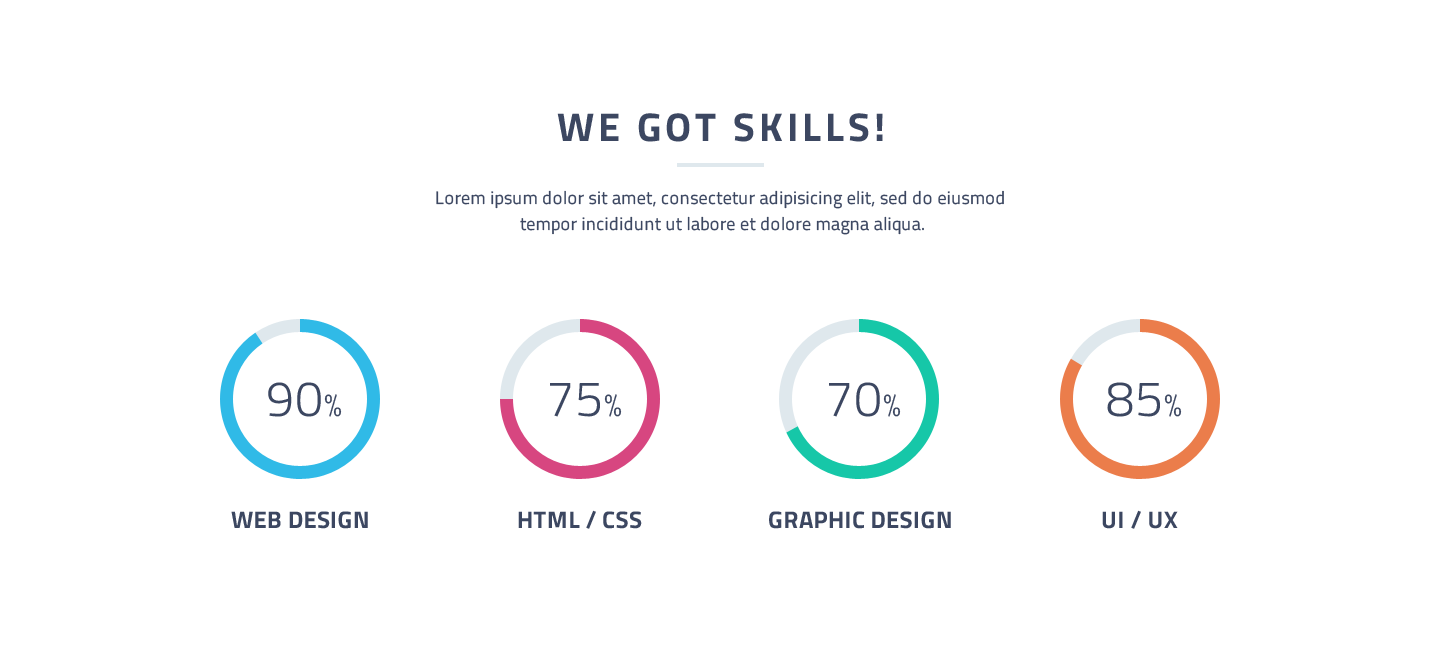 WE GOT SKILLS!
Lorem ipsum dolor sit amet, consectetur adipisicing elit, sed do eiusmod
tempor incididunt ut labore et dolore magna aliqua.
90% 75% 70% 85%
WEB DESIGN HTML / CSS GRAPHIC DESIGN UI / UX